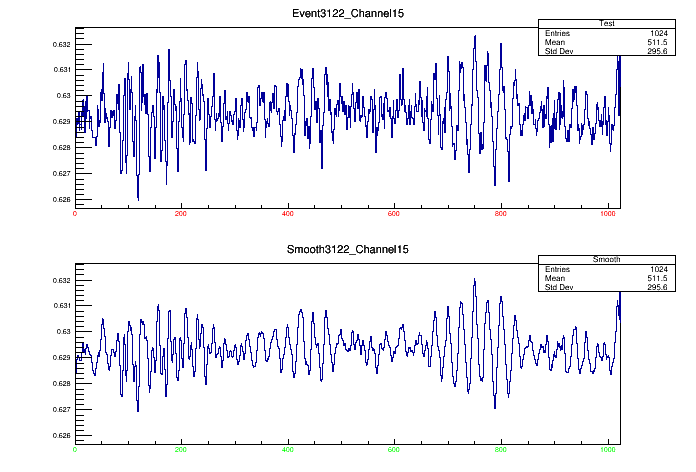 Event3122_Channel15
Test
Entries 1024
Mean 511.5
Std Dev 295.6
0.632
0.631
0.63
0.629
0.628
0.627
0.626
0 200 400 600 800 1000
Smooth3122_Channel15
Smooth
Entries 1024
Mean 511.5
Std Dev 295.6
0.632
0.631
0.63
0.629
0.628
0.627
0.626
0 200 400 600 800 1000